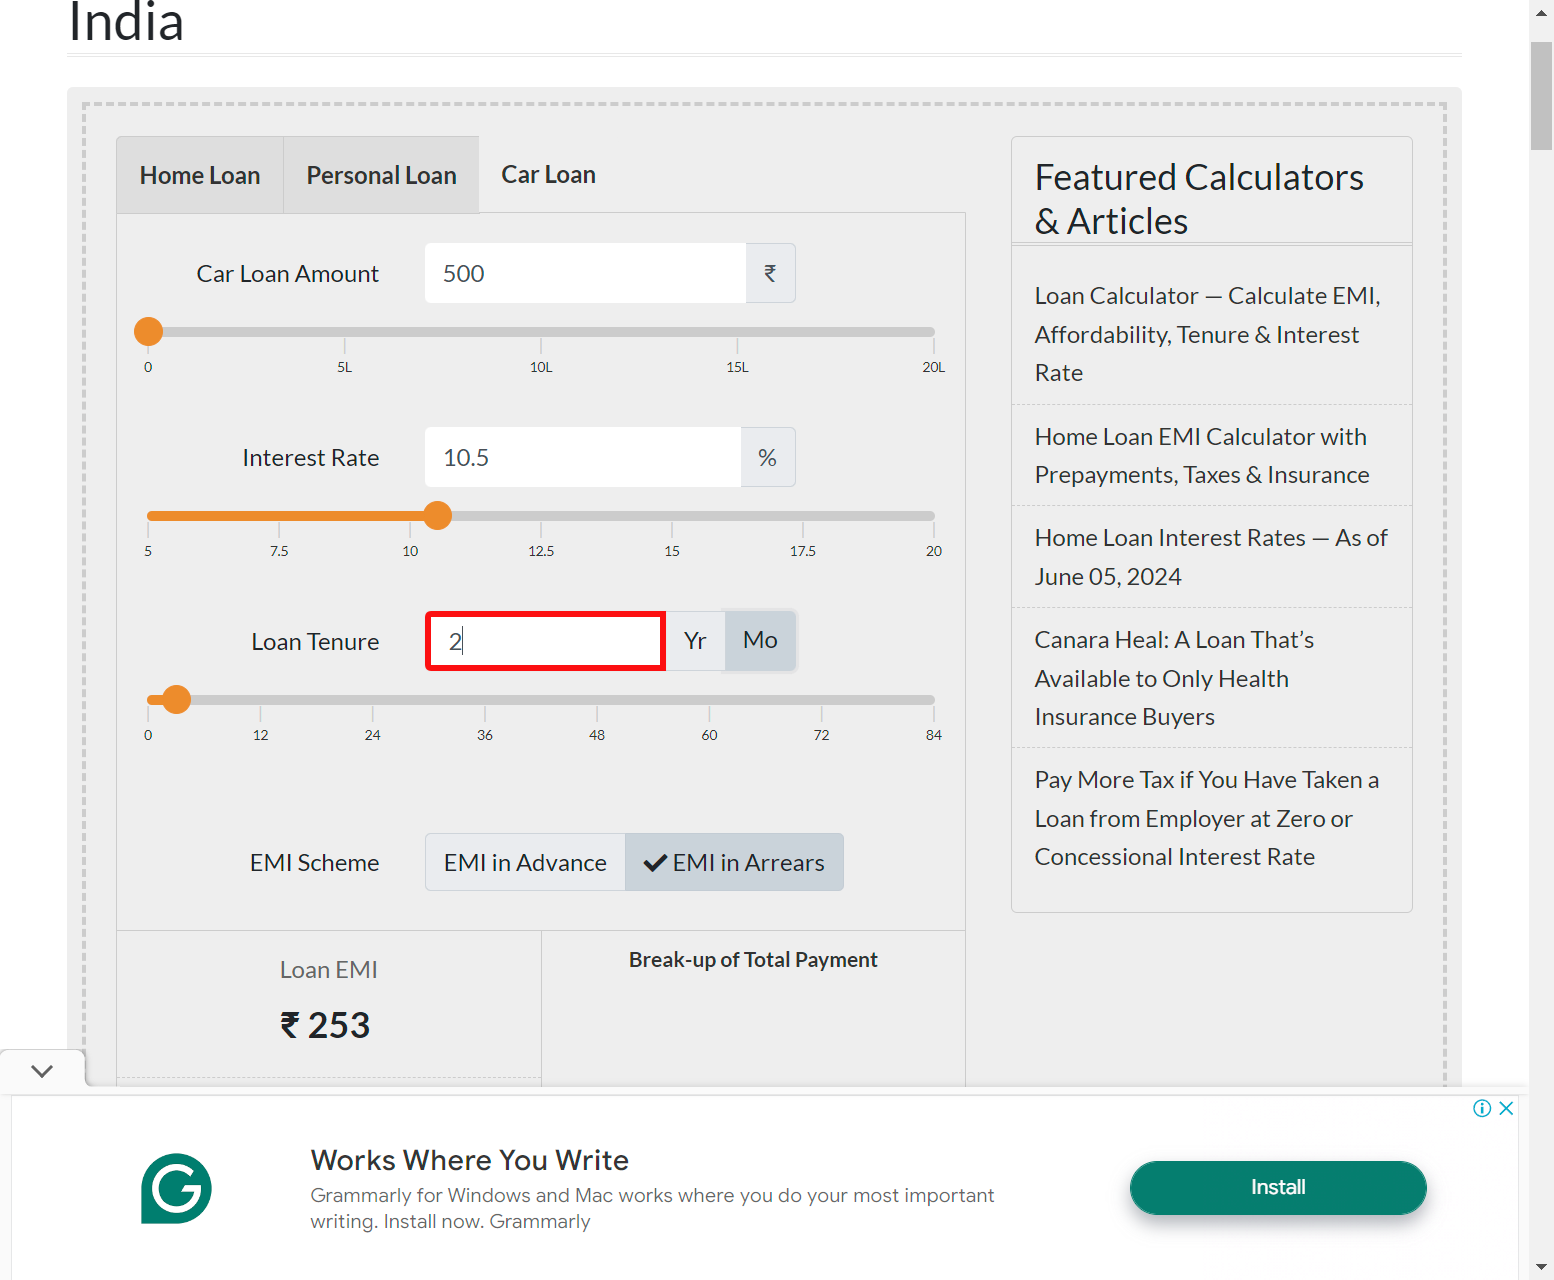 India
Home Loan
Personal Loan
Car Loan
Car Loan Amount
500
₹
0
5L
10L
15L
20L
Interest Rate
10.5
%
5
7.5
10
12.5
15
17.5
20
Loan Tenure
2
Yr
Mo
0
12
24
36
48
60
72
84
EMI Scheme
EMI in Advance
EMI in Arrears
Loan EMI
₹ 253
Break-up of Total Payment
Featured Calculators
& Articles
Loan Calculator — Calculate EMI,
Affordability, Tenure & Interest
Rate
Home Loan EMI Calculator with
Prepayments, Taxes & Insurance
Home Loan Interest Rates — As of
June 05, 2024
Canara Heal: A Loan That’s
Available to Only Health
Insurance Buyers
Pay More Tax if You Have Taken a
Loan from Employer at Zero or
Concessional Interest Rate
Works Where You Write
Grammarly for Windows and Mac works where you do your most important
writing. Install now. Grammarly
Install